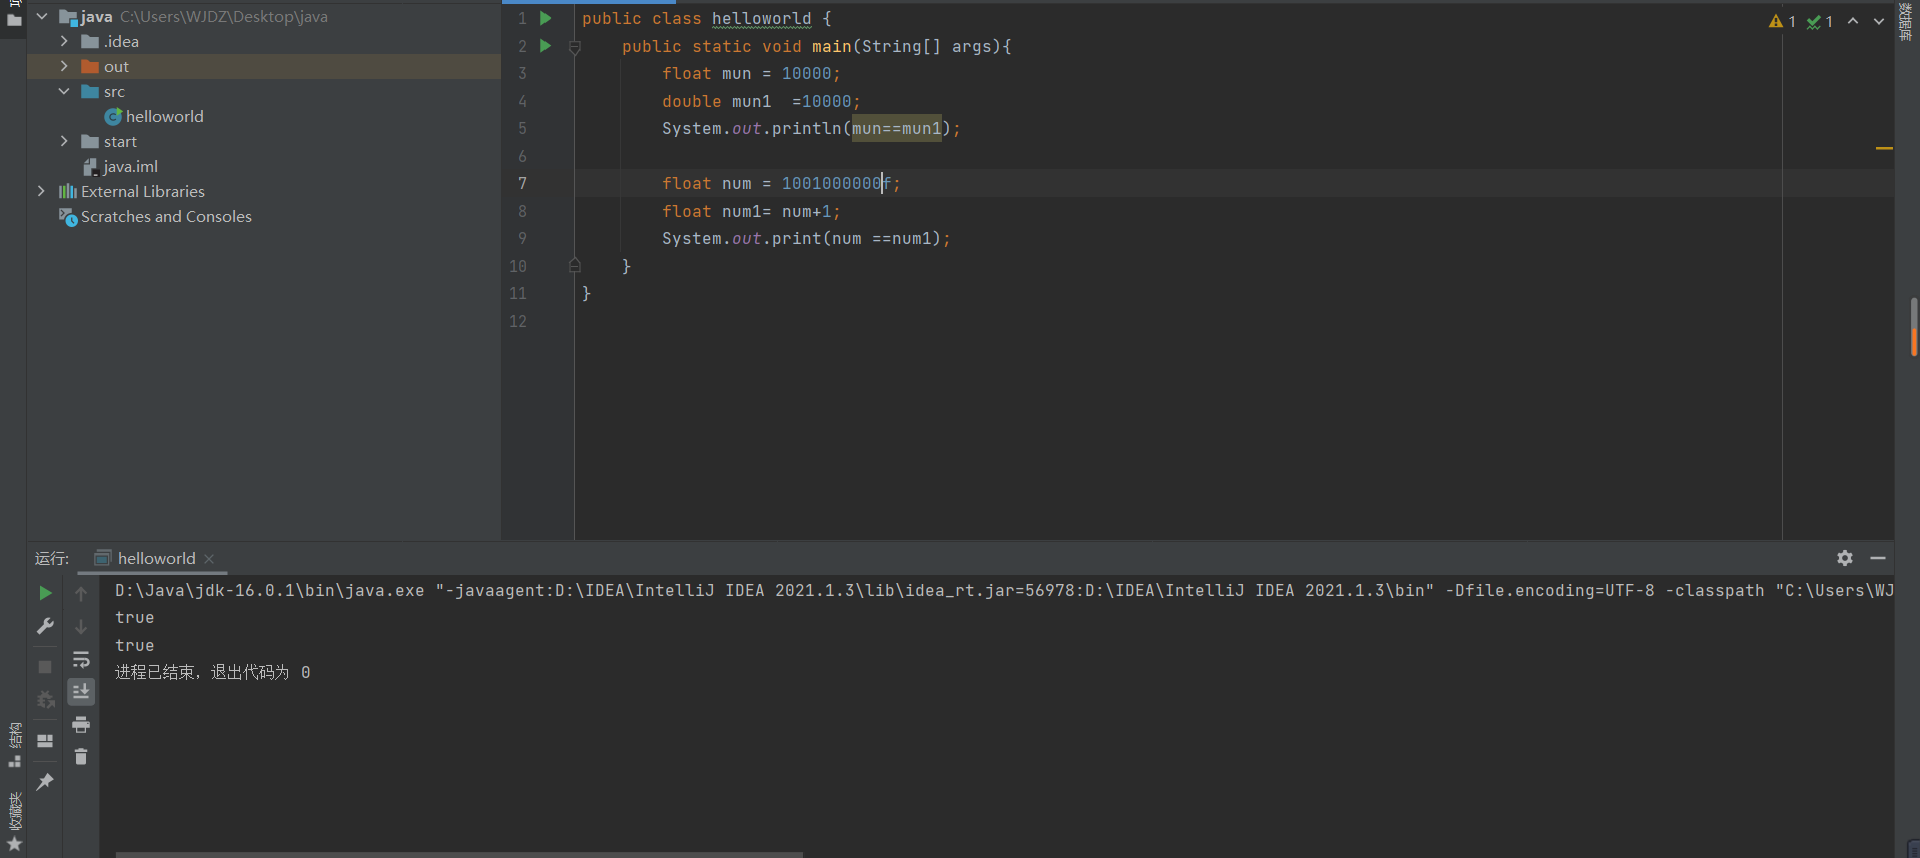 java C:\Users\WJDZ\Desktop\java
.idea
out
src
helloworld
start
java.iml
External Libraries
Scratches and Consoles
1 public class helloworld {
2 public static void main(String[] args){
3 float mun = 10000;
4 double mun1  =10000;
5 System.out.println(mun==mun1);
6
7 float num = 1001000000f;
8 float num1= num+1;
9 System.out.print(num ==num1);
10 }
11 }
12
1 1
数据库
运行: helloworld
D:\Java\jdk-16.0.1\bin\java.exe "-javaagent:D:\IDEA\IntelliJ IDEA 2021.1.3\lib\idea_rt.jar=56978:D:\IDEA\IntelliJ IDEA 2021.1.3\bin" -Dfile.encoding=UTF-8 -classpath "C:\Users\WJ
true
true
进程已结束，退出代码为 0
结构
收藏夹